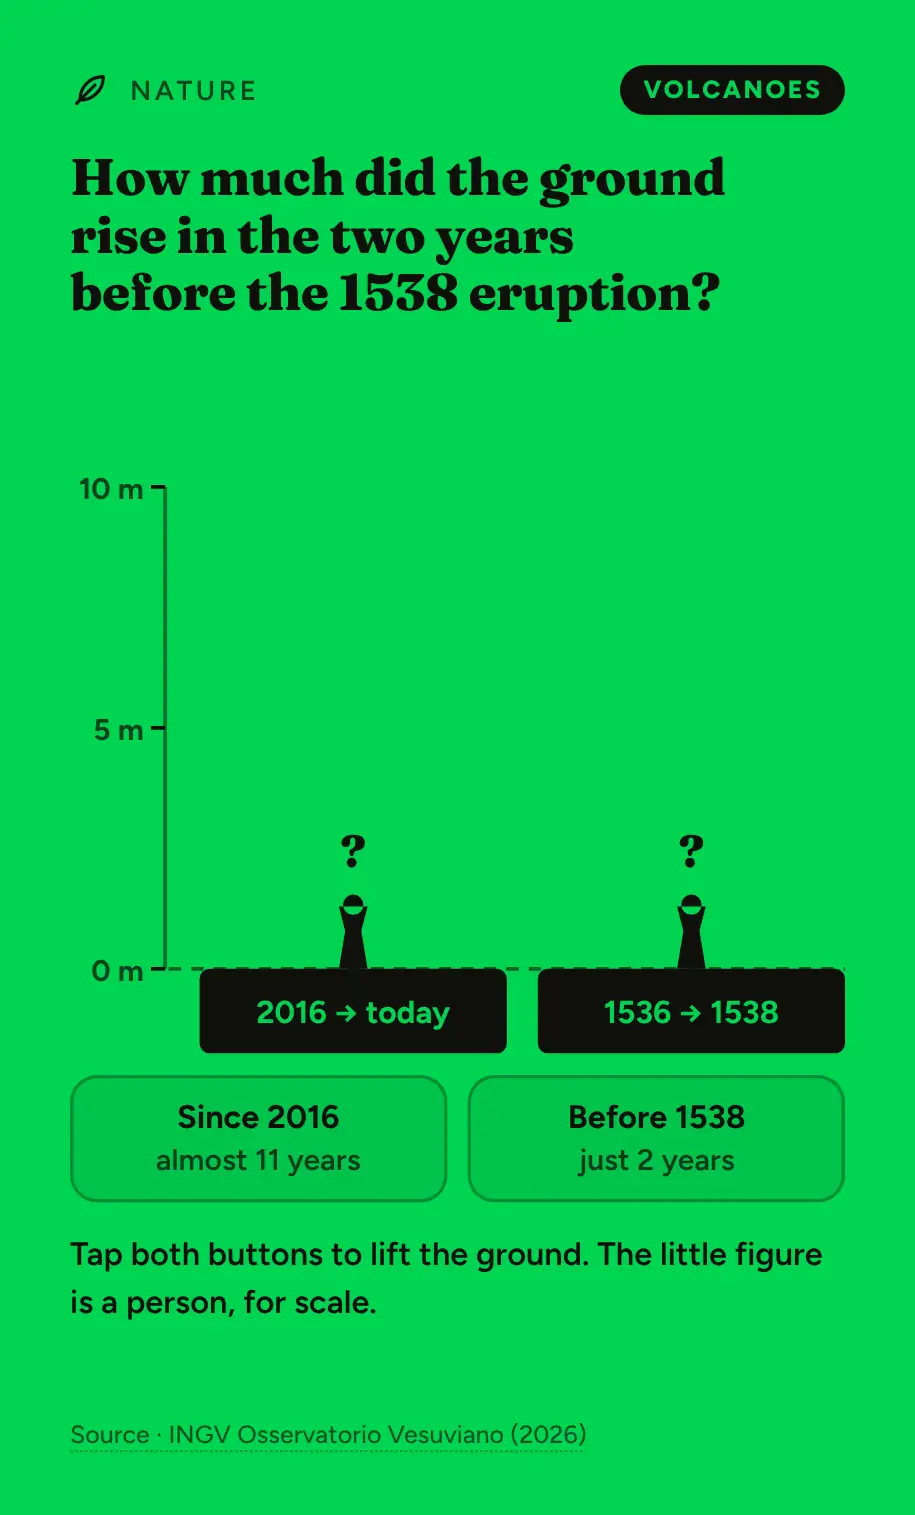 NATURE
VOLCANOES
How much did the ground
rise in the two years
before the 1538 eruption?
10 m
5 m
? ?
0 m
2016 → today
1536 → 1538
Since 2016
almost 11 years
Before 1538
just 2 years
Tap both buttons to lift the ground. The little figure
is a person, for scale.
Source · INGV Osservatorio Vesuviano (2026)